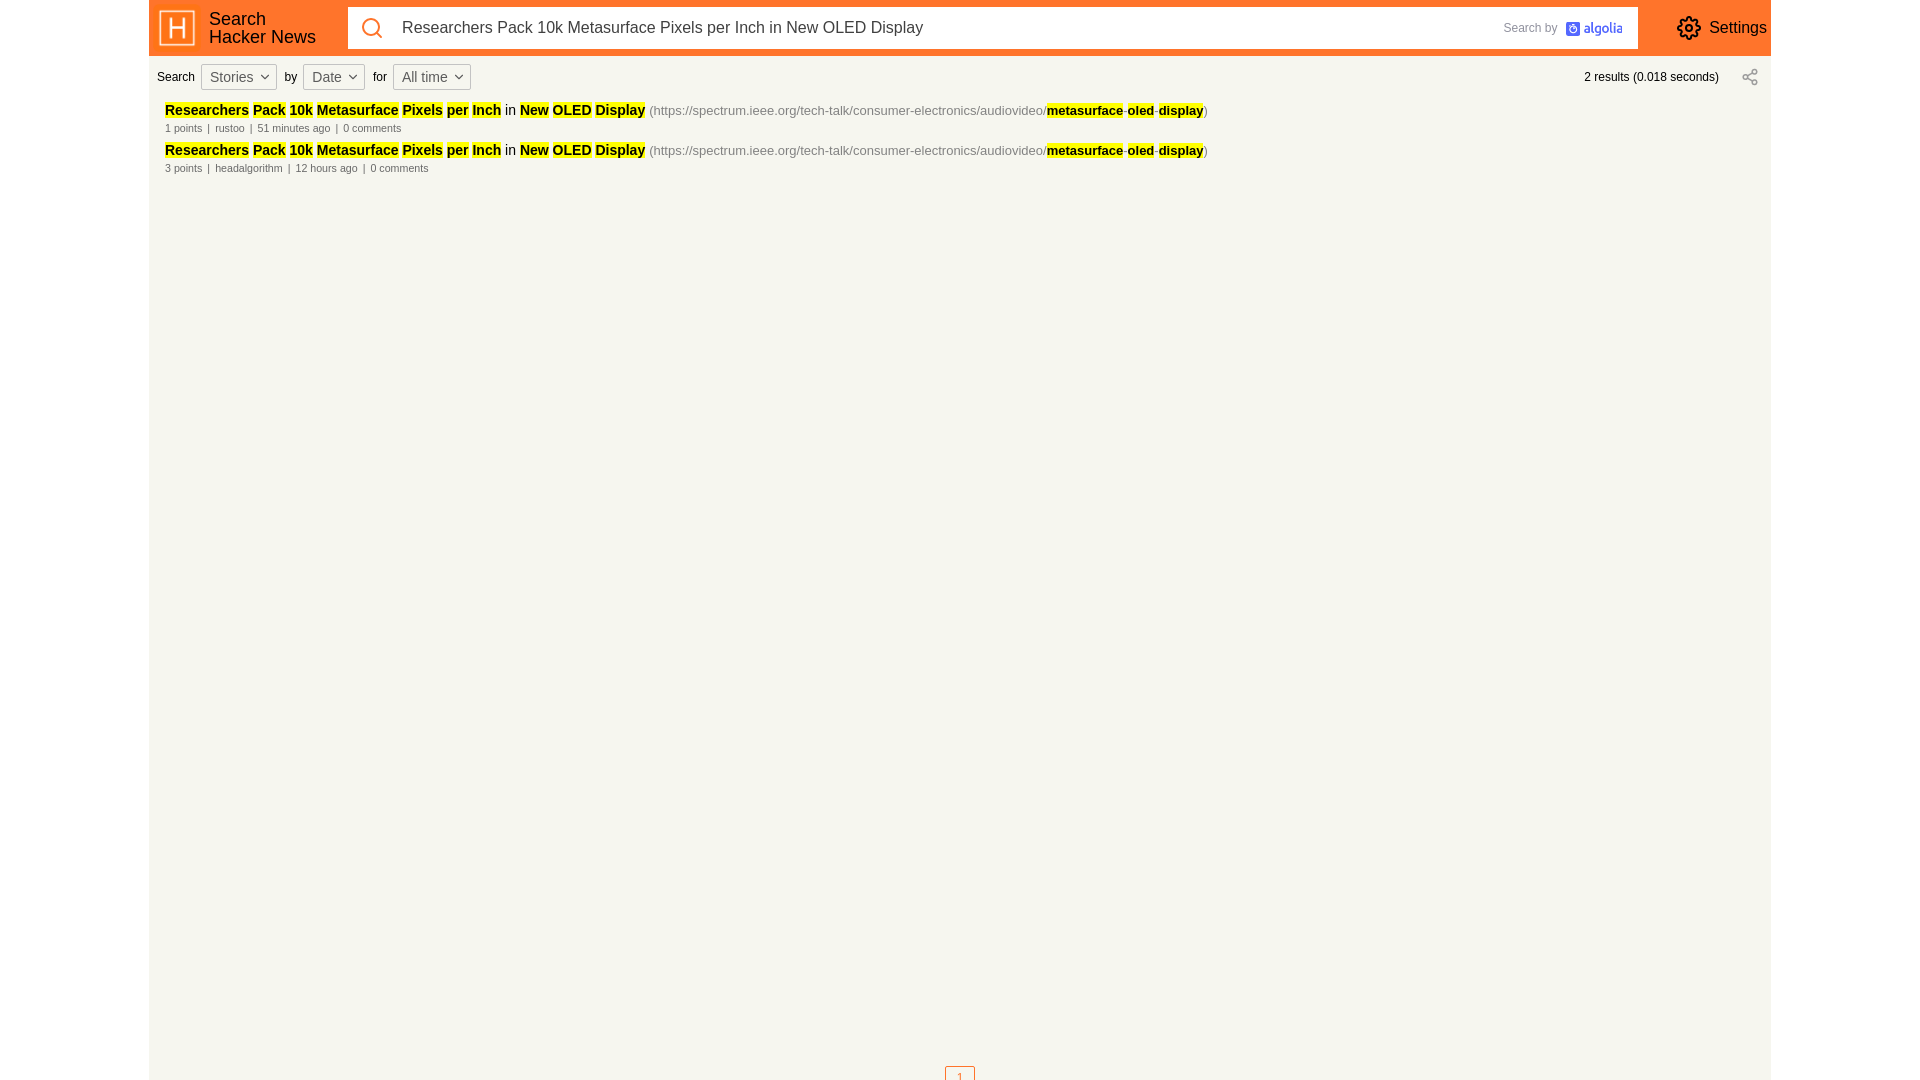 H
Search
Hacker News
Researchers Pack 10k Metasurface Pixels per Inch in New OLED Display
Search by algolia
Settings
Search Stories by Date for All time
2 results (0.018 seconds)
Researchers Pack 10k Metasurface Pixels per Inch in New OLED Display (https://spectrum.ieee.org/tech-talk/consumer-electronics/audiovideo/metasurface-oled-display)
1 points | rustoo | 51 minutes ago | 0 comments
Researchers Pack 10k Metasurface Pixels per Inch in New OLED Display (https://spectrum.ieee.org/tech-talk/consumer-electronics/audiovideo/metasurface-oled-display)
3 points | headalgorithm | 12 hours ago | 0 comments
1